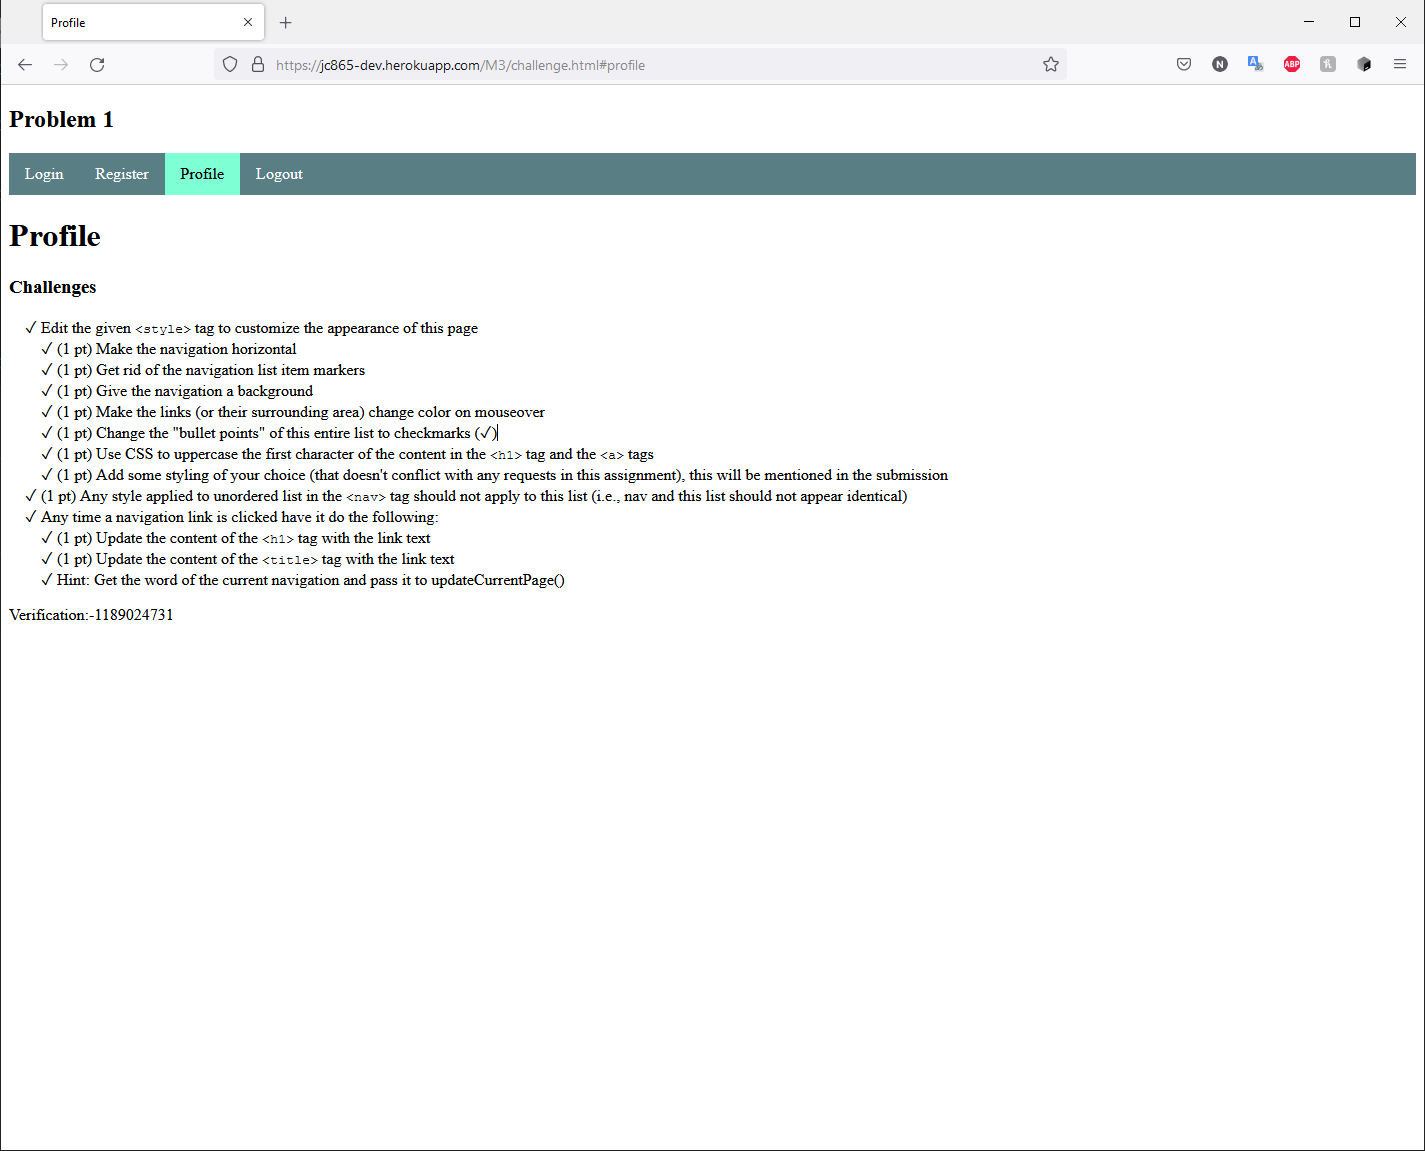 Profile
https://jc865-dev.herokuapp.com/M3/challenge.html#profile
N
ABP
Problem 1
Login Register Profile Logout
Profile
Challenges
✓ Edit the given <style> tag to customize the appearance of this page
✓ (1 pt) Make the navigation horizontal
✓ (1 pt) Get rid of the navigation list item markers
✓ (1 pt) Give the navigation a background
✓ (1 pt) Make the links (or their surrounding area) change color on mouseover
✓ (1 pt) Change the "bullet points" of this entire list to checkmarks (✓)
✓ (1 pt) Use CSS to uppercase the first character of the content in the <h1> tag and the <a> tags
✓ (1 pt) Add some styling of your choice (that doesn't conflict with any requests in this assignment), this will be mentioned in the submission
✓ (1 pt) Any style applied to unordered list in the <nav> tag should not apply to this list (i.e., nav and this list should not appear identical)
✓ Any time a navigation link is clicked have it do the following:
✓ (1 pt) Update the content of the <h1> tag with the link text
✓ (1 pt) Update the content of the <title> tag with the link text
✓ Hint: Get the word of the current navigation and pass it to updateCurrentPage()
Verification:-1189024731